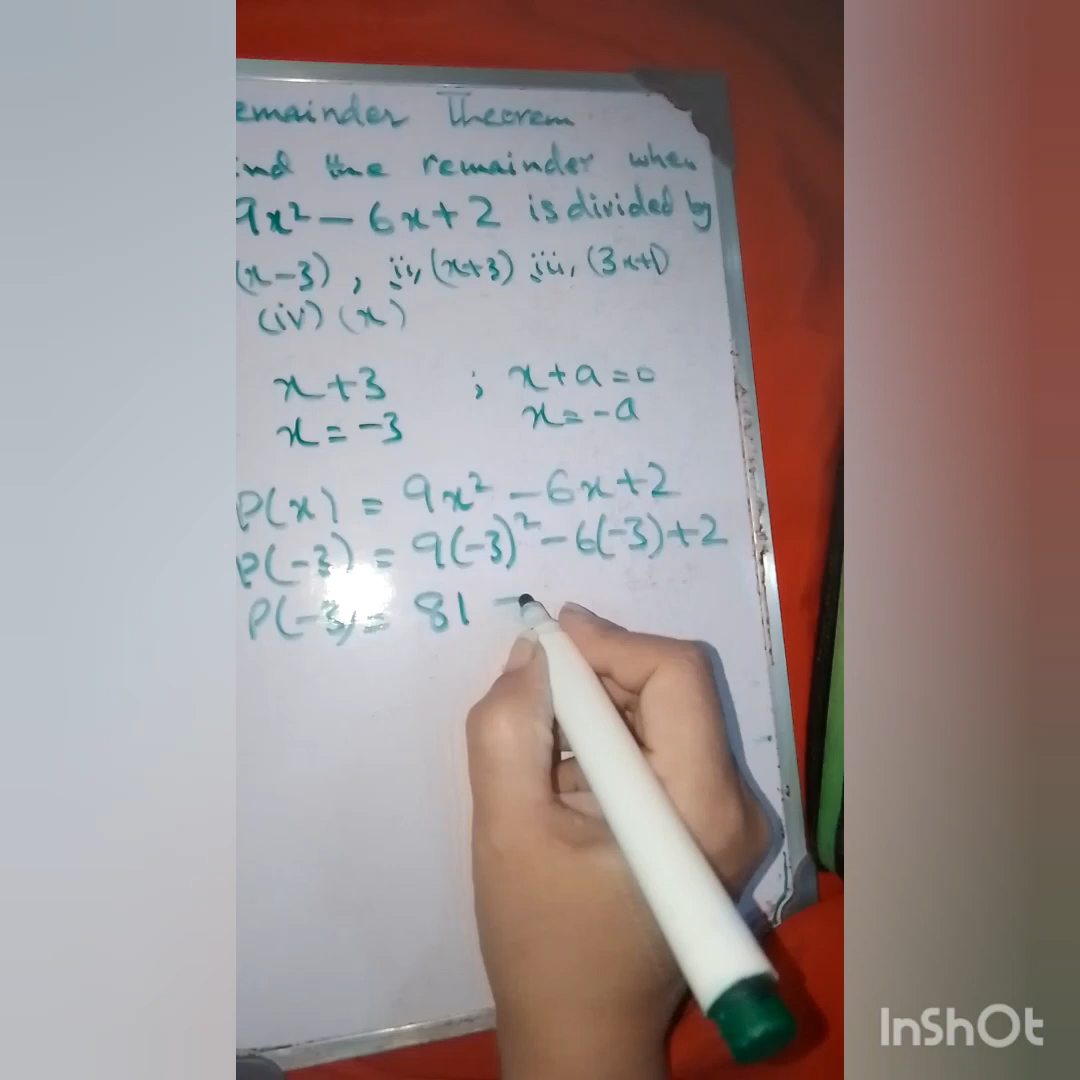 emainder Theorem
ind the remainder when
9x² - 6x + 2 is divided by
(x-3) , ii, (x+3) iii, (3x+1)
(iv) (x)
x + 3 ; x + a = 0
x = -3 x = -a
P(x) = 9x² - 6x + 2
P(-3) = 9(-3)² - 6(-3) + 2
P(-3) = 81 -
InShOt